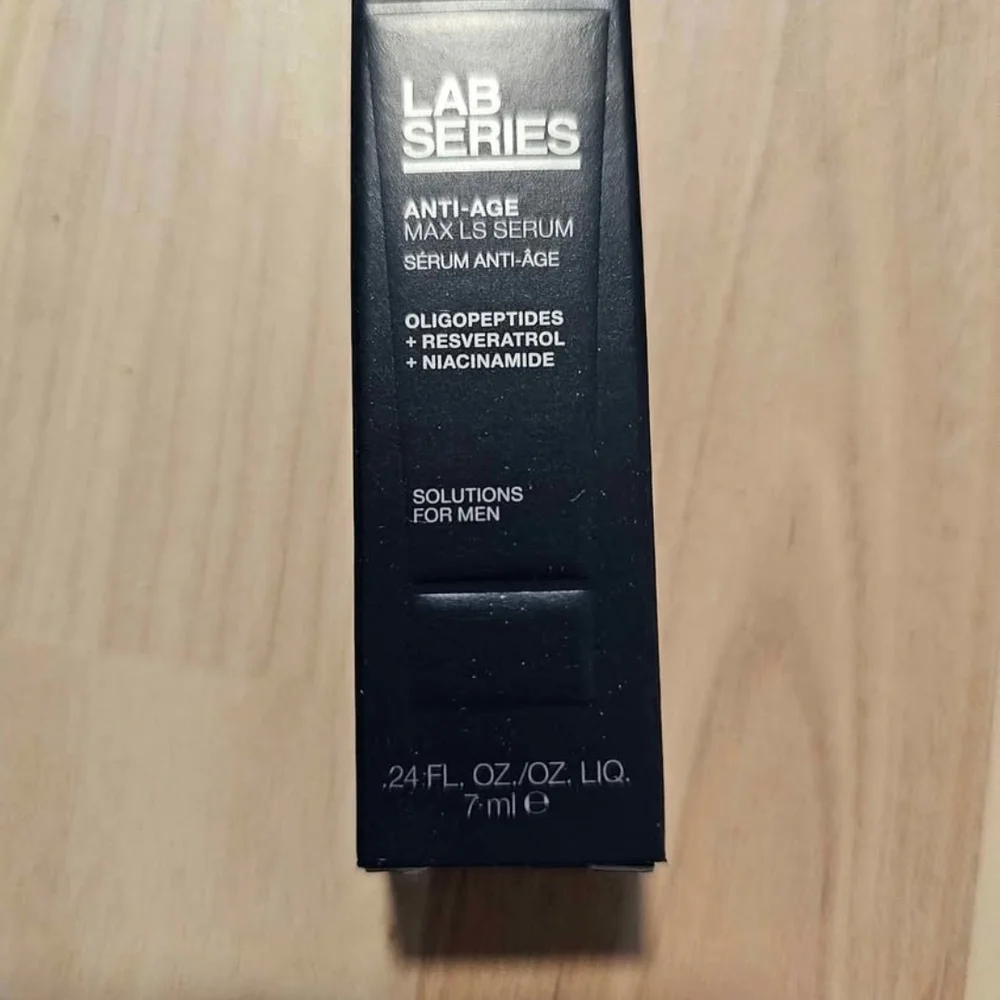 LAB
SERIES
ANTI-AGE
MAX LS SERUM
SÉRUM ANTI-ÂGE
OLIGOPEPTIDES
+ RESVERATROL
+ NIACINAMIDE
SOLUTIONS
FOR MEN
.24 FL. OZ./OZ. LIQ.
7 ml ℮